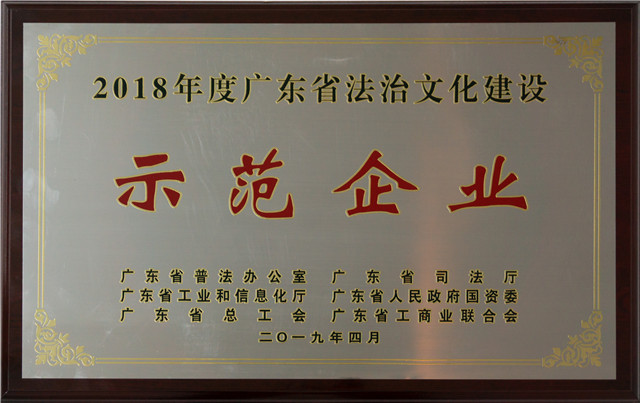 2018年度广东省法治文化建设
示范企业
广东省普法办公室 广东省司法厅
广东省工业和信息化厅 广东省人民政府国资委
广东省总工会 广东省工商业联合会
二〇一九年四月